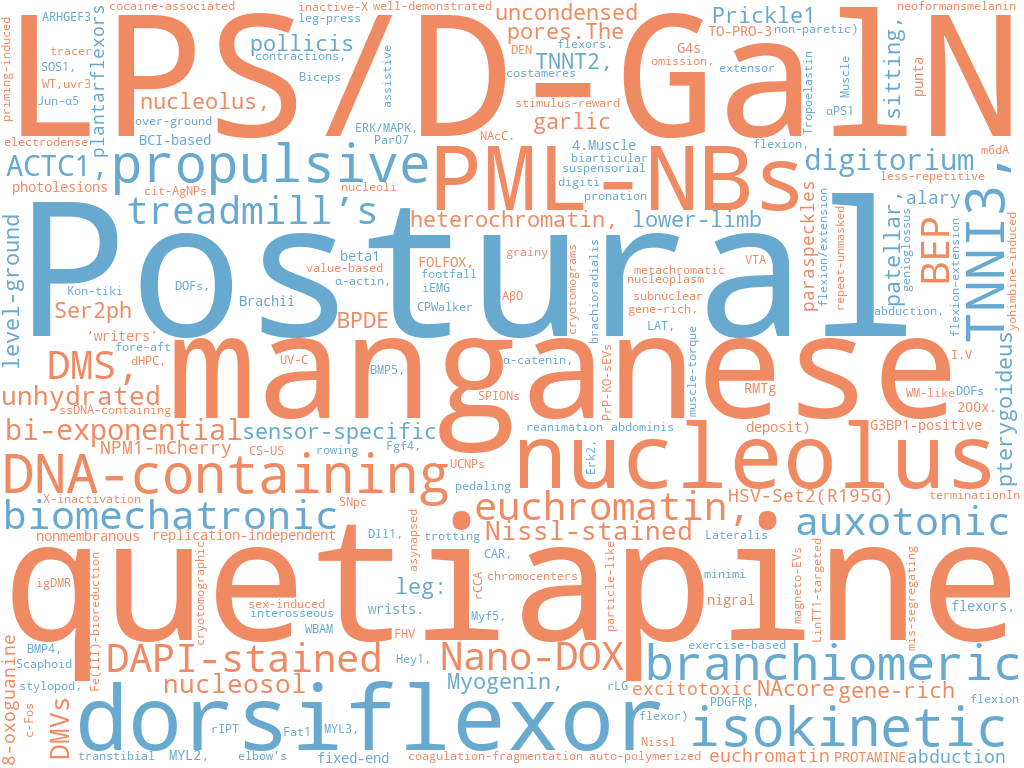 cocaine-associated
inactive-X
well-demonstrated
neoformansmelanin
ARHGEF3
leg-press
uncondensed
Prickle1
priming-induced
LPS/D-GalN
tracer
plantarflexors
pollicis
contractions,
pores.The
TO-PRO-3
non-paretic)
SOS1,
DEN
flexors.
G4s
WT,uvr3
Biceps
assistive
TNNT2,
omission,
extensor
Tropoelastin
Muscle
sitting,
punta
costameres
Jun-α5
nucleolus,
stimulus-reward
αPS1
over-ground
garlic
ERK/MAPK,
electrodense
BCI-based
Par07
NAcC.
4.Muscle
flexion,
m6dA
ACTC1,
propulsive
PML-NBs
biarticular
digitorium
suspensorial
less-repetitive
photolesions
cit-AgNPs
nucleoli
digiti
pronation
TNNI3,
treadmill’s
heterochromatin,
lower-limb
paraspeckles
flexion/extension
repeat-unmasked
patellar,
alary
genioglossus
BEP
flexion-extension
yohimbine-induced
level-ground
Postural
beta1
value-based
FOLFOX,
grainy
cryotomograms
brachioradialis
VTA
metachromatic
Kon-tiki
DOFs,
α-actin,
footfall
nucleoplasm
iEMG
Brachii
AβO
subnuclear
Ser2ph
CPWalker
gene-rich,
abduction,
BPDE
LAT,
‘writers’
fore-aft
manganese
DMS,
dHPC,
UV-C
BMP5,
α-catenin,
PrP-KO-sEVs
muscle-torque
I.V
pterygoideus
unhydrated
SPIONs
RMTg
WM-like
DOFs
ssDNA-containing
200x.
bi-exponential
sensor-specific
reanimation
abdominis
deposit)
G3BP1-positive
NPM1-mCherry
CS-US
rowing
Fgf4,
nucleolus
DNA-containing
UCNPs
Erk2,
pedaling
X-inactivation
SNpc
euchromatin,
HSV-Set2(R195G)
terminationIn
biomechatronic
asynapsed
auxotonic
nonmembranous
replication-independent
Dll1,
trotting
Nissl-stained
Lateralis
quetiapine
CAR,
igDMR
Fe(III)-bioreduction
cryotomographic
leg:
rCCA
chromocenters
particle-like
minimi
magneto-EVs
LinTT1-targeted
mis-segregating
sex-induced
interosseous
wrists.
nigral
flexors,
WBAM
Myf5,
FHV
8-oxoguanine
BMP4,
Scaphoid
DAPI-stained
Hey1,
Nano-DOX
exercise-based
branchiomeric
stylopod,
nucleosol
Myogenin,
rLG
excitotoxic
NAcore
gene-rich
c-Fos
DMVs
dorsiflexor
PDGFRβ,
flexion
flexor)
isokinetic
rIPT
Fat1
MYL3,
Nissl
transtibial
MYL2,
elbow’s
fixed-end
coagulation-fragmentation
auto-polymerized
euchromatin
PROTAMINE
abduction